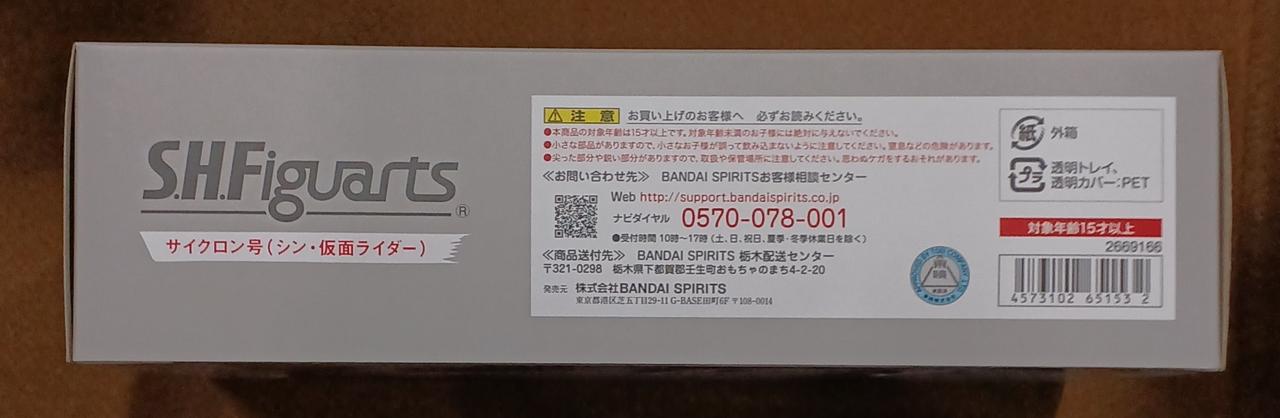 S.H.Figuarts®
サイクロン号(シン・仮面ライダー)
⚠注 意 お買い上げのお客様へ 必ずお読みください。
●本商品の対象年齢は15才以上です。対象年齢未満のお子様には絶対に与えないでください。
●小さな部品がありますので、小さなお子様が誤って飲み込まないように注意してください。窒息などの危険があります。
●尖った部分や鋭い部分がありますので、取扱や保管場所に注意してください。思わぬケガをするおそれがあります。
≪お問い合わせ先≫ BANDAI SPIRITSお客様相談センター
Web http://support.bandaispirits.co.jp
ナビダイヤル 0570-078-001
●受付時間 10時~17時(土、日、祝日、夏季・冬季休業日を除く)
≪商品送付先≫ BANDAI SPIRITS 栃木配送センター
〒321-0298 栃木県下都賀郡壬生町おもちゃのまち4-2-20
発売元 株式会社BANDAI SPIRITS
東京都港区芝五丁目29-11 G-BASE田町6F 〒108-0014
紙 外箱
プラ 透明トレイ、
透明カバー:PET
対象年齢15才以上
2669166
4573102 65153 2